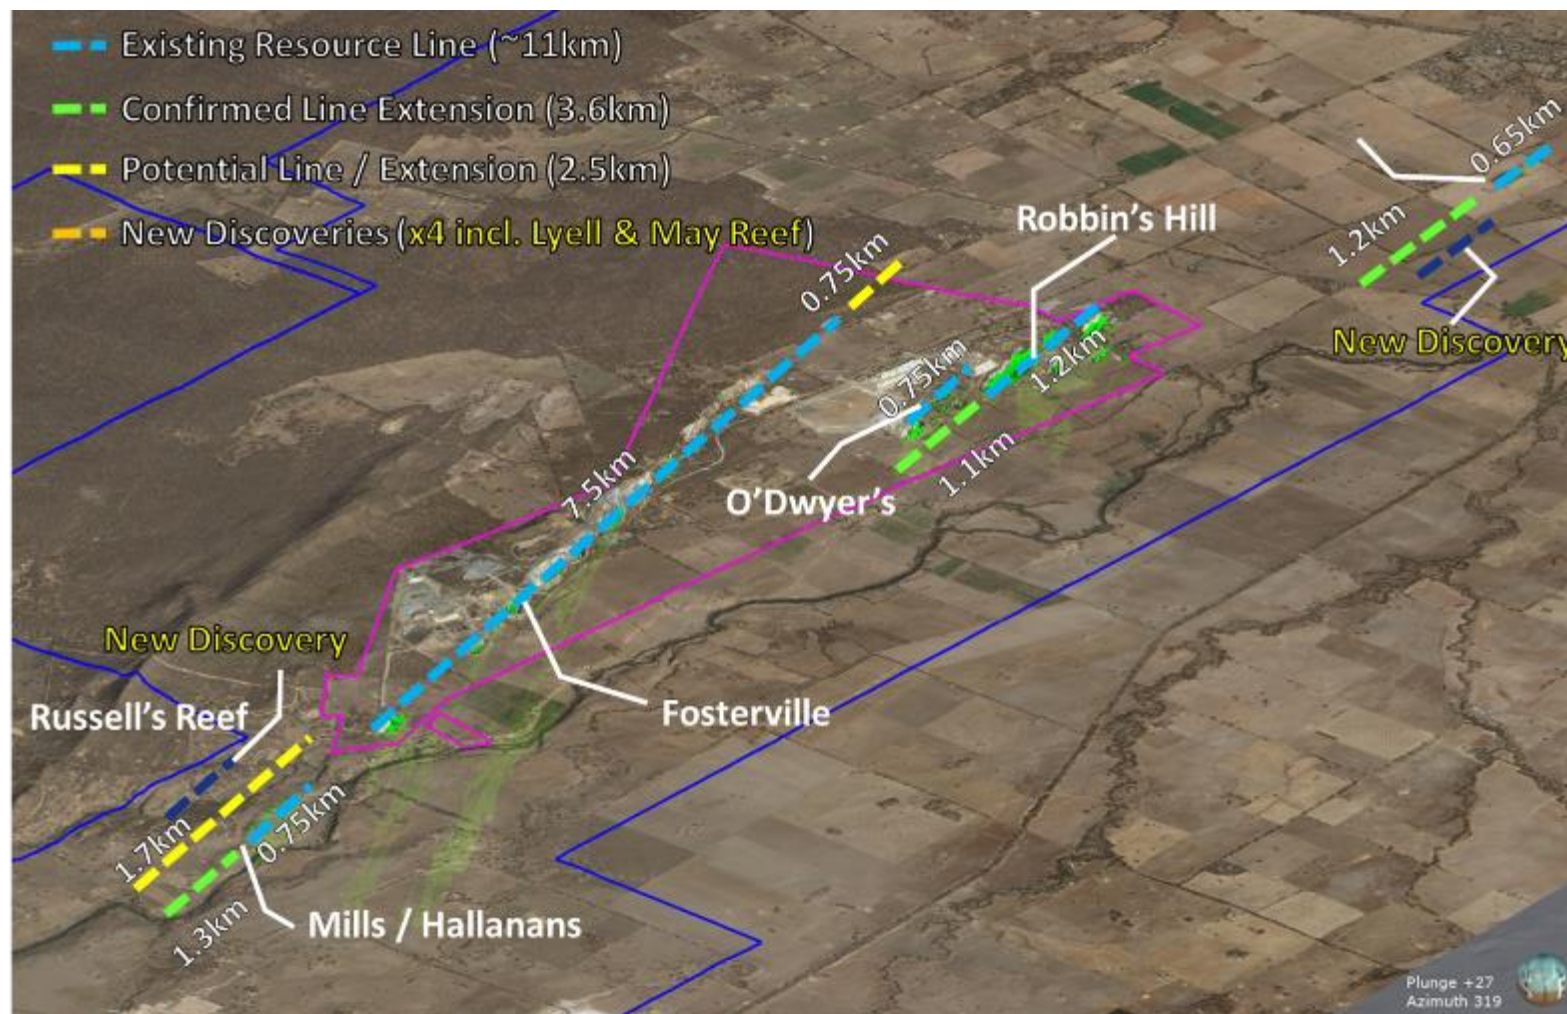 Existing Resource Line (~11km)
Confirmed Line Extension (3.6km)
Potential Line / Extension (2.5km)
New Discoveries (x4 incl. Lyell & May Reef)
0.65km
1.2km
Robbin's Hill
0.75km
New Discovery
1.2km
0.75km
1.1km
O'Dwyer's
7.5km
New Discovery
Russell's Reef
Fosterville
1.7km
0.75km
1.3km
Mills / Hallanans
Plunge +27
Azimuth 319